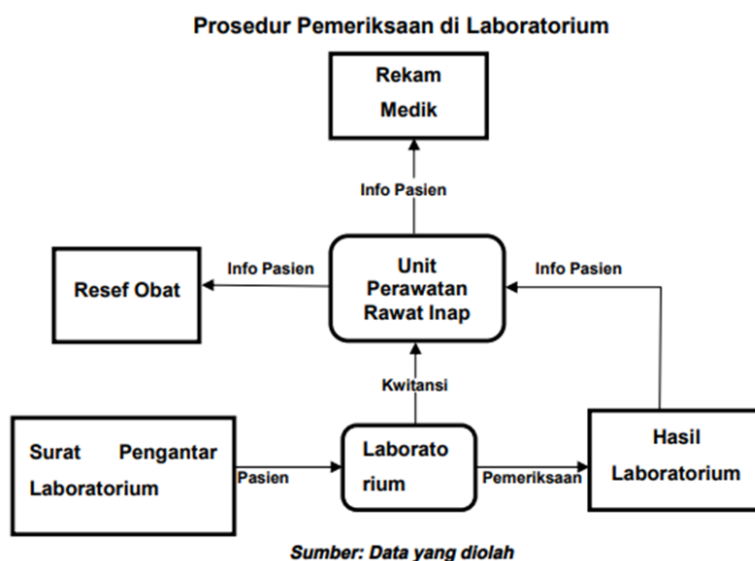 Prosedur Pemeriksaan di Laboratorium
Rekam
Medik
Info Pasien
Resef Obat
Info Pasien
Unit
Perawatan
Rawat Inap
Info Pasien
Kwitansi
Surat Pengantar
Laboratorium
Pasien
Laborato
rium
Pemeriksaan
Hasil
Laboratorium
Sumber: Data yang diolah